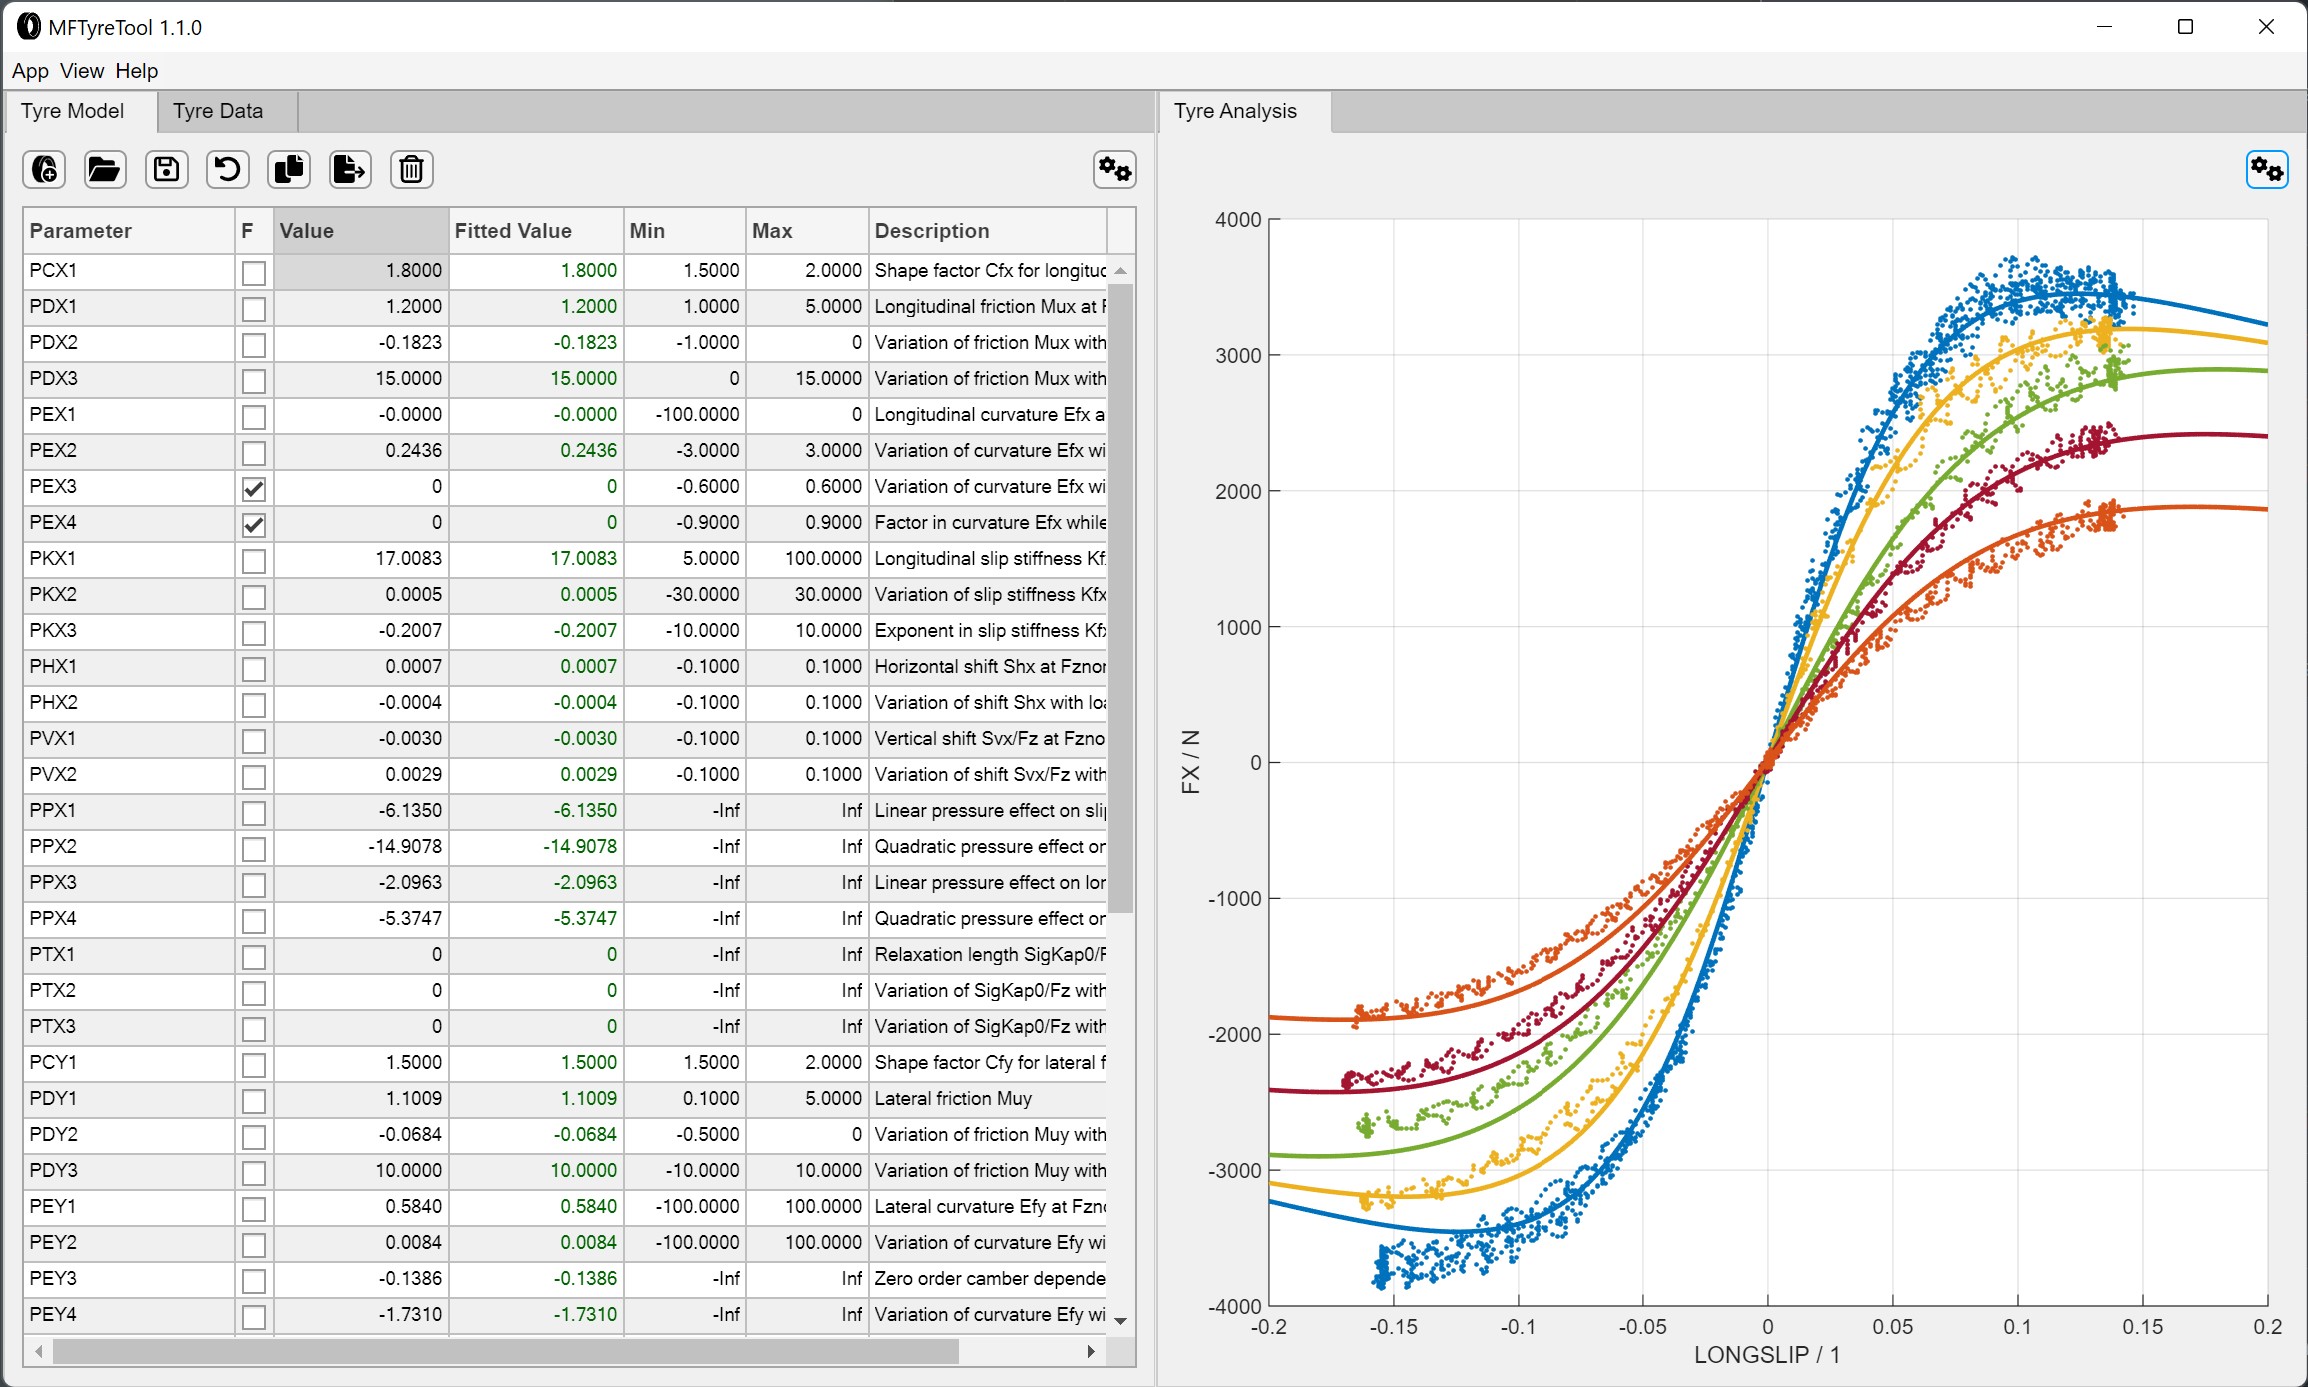 MFTyreTool 1.1.0
App View Help
Tyre Model Tyre Data
Parameter F Value Fitted Value Min Max Description
PCX1 1.8000 1.8000 1.5000 2.0000 Shape factor Cfx for longituc
PDX1 1.2000 1.2000 1.0000 5.0000 Longitudinal friction Mux at F
PDX2 -0.1823 -0.1823 -1.0000 0 Variation of friction Mux with
PDX3 15.0000 15.0000 0 15.0000 Variation of friction Mux with
PEX1 -0.0000 -0.0000 -100.0000 0 Longitudinal curvature Efx a
PEX2 0.2436 0.2436 -3.0000 3.0000 Variation of curvature Efx wi
PEX3 0 0 -0.6000 0.6000 Variation of curvature Efx wi
PEX4 0 0 -0.9000 0.9000 Factor in curvature Efx while
PKX1 17.0083 17.0083 5.0000 100.0000 Longitudinal slip stiffness Kf
PKX2 0.0005 0.0005 -30.0000 30.0000 Variation of slip stiffness Kfx
PKX3 -0.2007 -0.2007 -10.0000 10.0000 Exponent in slip stiffness Kfx
PHX1 0.0007 0.0007 -0.1000 0.1000 Horizontal shift Shx at Fznor
PHX2 -0.0004 -0.0004 -0.1000 0.1000 Variation of shift Shx with loa
PVX1 -0.0030 -0.0030 -0.1000 0.1000 Vertical shift Svx/Fz at Fzno
PVX2 0.0029 0.0029 -0.1000 0.1000 Variation of shift Svx/Fz with
PPX1 -6.1350 -6.1350 -Inf Inf Linear pressure effect on slip
PPX2 -14.9078 -14.9078 -Inf Inf Quadratic pressure effect or
PPX3 -2.0963 -2.0963 -Inf Inf Linear pressure effect on lor
PPX4 -5.3747 -5.3747 -Inf Inf Quadratic pressure effect or
PTX1 0 0 -Inf Inf Relaxation length SigKap0/F
PTX2 0 0 -Inf Inf Variation of SigKap0/Fz with
PTX3 0 0 -Inf Inf Variation of SigKap0/Fz with
PCY1 1.5000 1.5000 1.5000 2.0000 Shape factor Cfy for lateral f
PDY1 1.1009 1.1009 0.1000 5.0000 Lateral friction Muy
PDY2 -0.0684 -0.0684 -0.5000 0 Variation of friction Muy with
PDY3 10.0000 10.0000 -10.0000 10.0000 Variation of friction Muy with
PEY1 0.5840 0.5840 -100.0000 100.0000 Lateral curvature Efy at Fzn
PEY2 0.0084 0.0084 -100.0000 100.0000 Variation of curvature Efy wi
PEY3 -0.1386 -0.1386 -Inf Inf Zero order camber depende
PEY4 -1.7310 -1.7310 -Inf Inf Variation of curvature Efy wi
Tyre Analysis
4000
3000
2000
1000
0
-1000
-2000
-3000
-4000
FX / N
-0.2 -0.15 -0.1 -0.05 0 0.05 0.1 0.15 0.2
LONGSLIP / 1